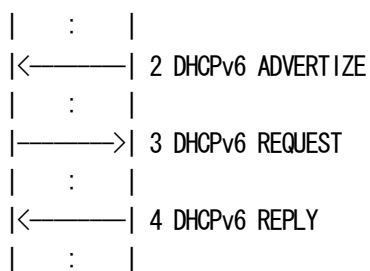 | : |
|<--------| 2 DHCPv6 ADVERTIZE
| : |
|-------->| 3 DHCPv6 REQUEST
| : |
|<--------| 4 DHCPv6 REPLY
| : |